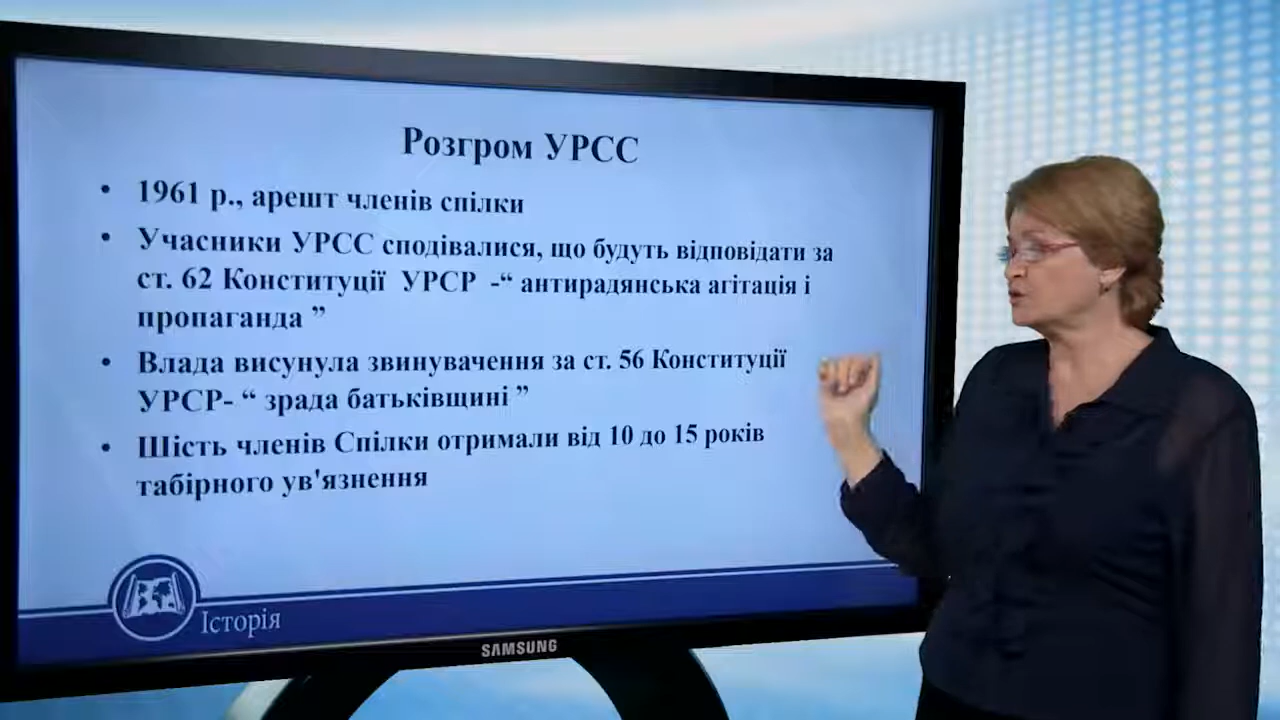 Розгром УРСС
• 1961 р., арешт членів спілки
• Учасники УРСС сподівалися, що будуть відповідати за
ст. 62 Конституції УРСР -“ антирадянська агітація і
пропаганда ”
• Влада висунула звинувачення за ст. 56 Конституції
УРСР- “ зрада батьківщині ”
• Шість членів Спілки отримали від 10 до 15 років
табірного ув'язнення
Історія
SAMSUNG